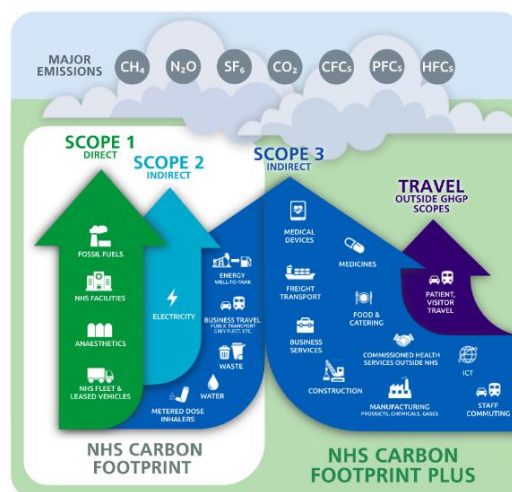 MAJOR
EMISSIONS
CH4
N2O
SF6
CO2
CFCs
PFCs
HFCs
SCOPE 1
DIRECT
SCOPE 2
INDIRECT
SCOPE 3
INDIRECT
TRAVEL
OUTSIDE GHGP
SCOPES
FOSSIL FUELS
NHS FACILITIES
ANAESTHETICS
NHS FLEET &
LEASED VEHICLES
ELECTRICITY
ENERGY
WELL-TO-TANK
BUSINESS TRAVEL
PUBLIC TRANSPORT
GREY FLEET, ETC.
WASTE
WATER
METERED DOSE
INHALERS
MEDICAL
DEVICES
MEDICINES
FREIGHT
TRANSPORT
FOOD &
CATERING
BUSINESS
SERVICES
COMMISSIONED HEALTH
SERVICES OUTSIDE NHS
CONSTRUCTION
MANUFACTURING
PRODUCTS, CHEMICALS, GASES
PATIENT,
VISITOR
TRAVEL
ICT
STAFF
COMMUTING
NHS CARBON
FOOTPRINT
NHS CARBON
FOOTPRINT PLUS